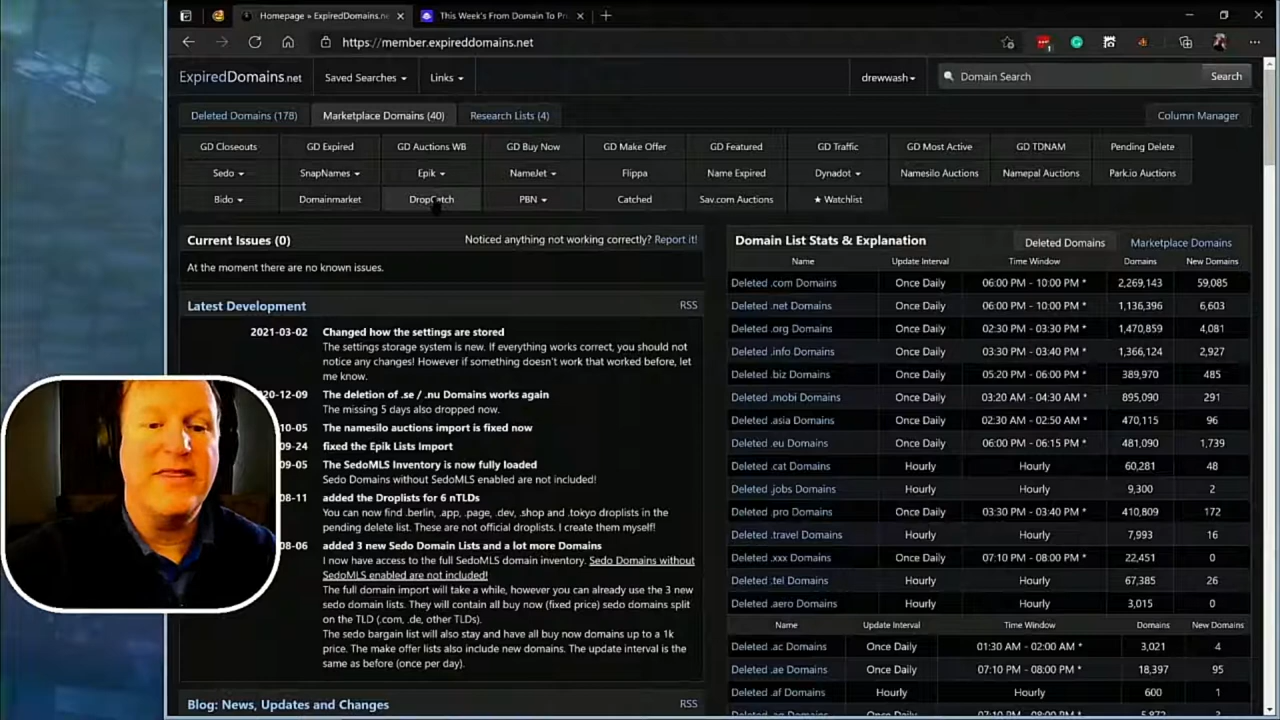 Homepage » ExpiredDomains.ne
This Week's From Domain To Pr
https://member.expireddomains.net
ExpiredDomains.net
Saved Searches
Links
drewwash
Domain Search
Search
Deleted Domains (178)
Marketplace Domains (40)
Research Lists (4)
Column Manager
GD Closeouts
GD Expired
GD Auctions WB
GD Buy Now
GD Make Offer
GD Featured
GD Traffic
GD Most Active
GD TDNAM
Pending Delete
Sedo
SnapNames
Epik
NameJet
Flippa
Name Expired
Dynadot
Namesilo Auctions
Namepal Auctions
Park.io Auctions
Bido
Domainmarket
DropCatch
PBN
Catched
Sav.com Auctions
★ Watchlist
Current Issues (0)
Noticed anything not working correctly? Report it!
At the moment there are no known issues.
Latest Development
RSS
2021-03-02 Changed how the settings are stored
The settings storage system is new. If everything works correct, you should not
notice any changes! However if something doesn't work that worked before, let
me know.
20-12-09 The deletion of .se / .nu Domains works again
The missing 5 days also dropped now.
10-05 The namesilo auctions import is fixed now
09-24 fixed the Epik Lists Import
09-05 The SedoMLS Inventory is now fully loaded
Sedo Domains without SedoMLS enabled are not included!
08-11 added the Droplists for 6 nTLDs
You can now find .berlin, .app, .page, .dev, .shop and .tokyo droplists in the
pending delete list. These are not official droplists. I create them myself!
08-06 added 3 new Sedo Domain Lists and a lot more Domains
I now have access to the full SedoMLS domain inventory. Sedo Domains without
SedoMLS enabled are not included!
The full domain import will take a while, however you can already use the 3 new
sedo domain lists. They will contain all buy now (fixed price) sedo domains split
on the TLD (.com, .de, other TLDs).
The sedo bargain list will also stay and have all buy now domains up to a 1k
price. The make offer lists also include new domains. The update interval is the
same as before (once per day).
Blog: News, Updates and Changes
RSS
Domain List Stats & Explanation
Deleted Domains
Marketplace Domains
Name Update Interval Time Window Domains New Domains
Deleted .com Domains Once Daily 06:00 PM - 10:00 PM * 2,269,143 59,085
Deleted .net Domains Once Daily 06:00 PM - 10:00 PM * 1,136,396 6,603
Deleted .org Domains Once Daily 02:30 PM - 03:30 PM * 1,470,859 4,081
Deleted .info Domains Once Daily 03:30 PM - 03:40 PM * 1,366,124 2,927
Deleted .biz Domains Once Daily 05:20 PM - 06:00 PM * 389,970 485
Deleted .mobi Domains Once Daily 03:20 AM - 04:30 AM * 895,090 291
Deleted .asia Domains Once Daily 02:30 AM - 02:50 AM * 470,115 96
Deleted .eu Domains Once Daily 06:00 PM - 06:15 PM * 481,090 1,739
Deleted .cat Domains Hourly Hourly 60,281 48
Deleted .jobs Domains Hourly Hourly 9,300 2
Deleted .pro Domains Once Daily 03:30 PM - 03:40 PM * 410,809 172
Deleted .travel Domains Hourly Hourly 7,993 16
Deleted .xxx Domains Once Daily 07:10 PM - 08:00 PM * 22,451 0
Deleted .tel Domains Hourly Hourly 67,385 26
Deleted .aero Domains Hourly Hourly 3,015 0
Name Update Interval Time Window Domains New Domains
Deleted .ac Domains Once Daily 01:30 AM - 02:00 AM * 3,021 4
Deleted .ae Domains Once Daily 07:10 PM - 08:00 PM * 18,397 95
Deleted .af Domains Hourly Hourly 600 1